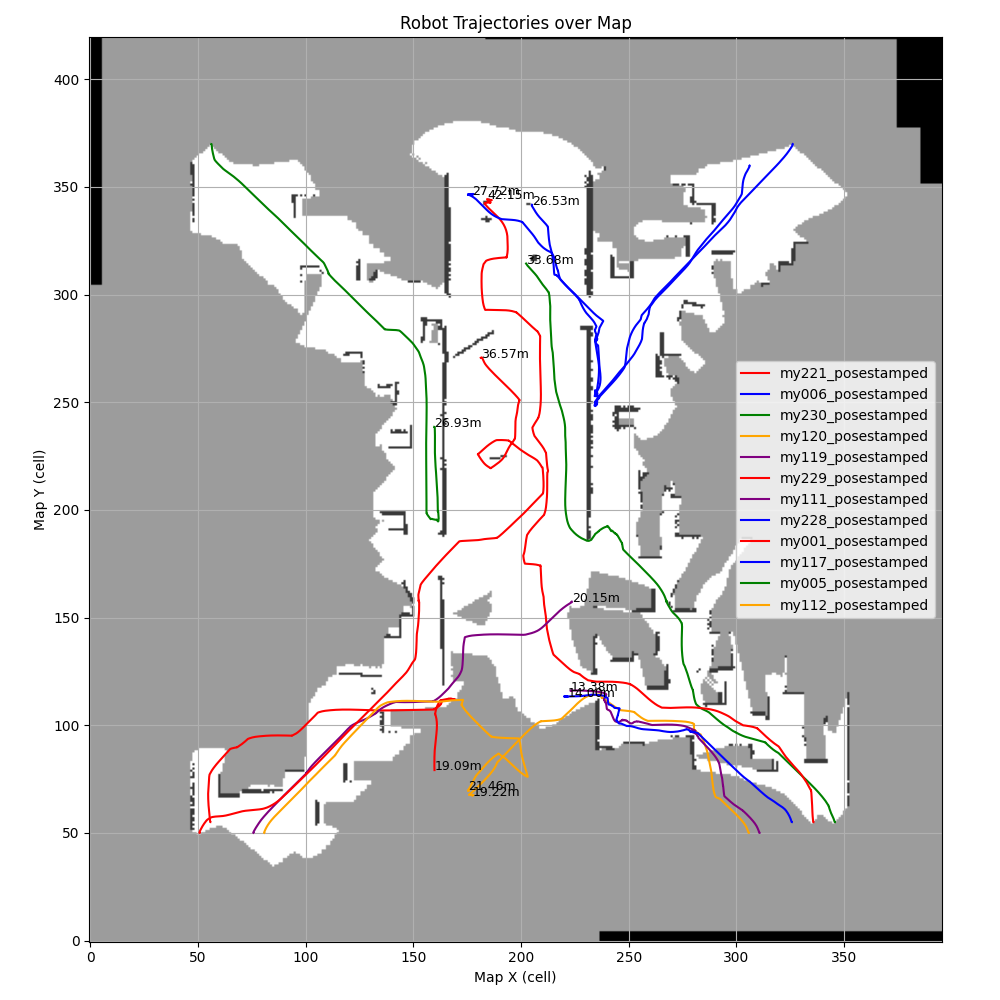 Robot Trajectories over Map
Map Y (cell)
400
350
300
250
200
150
100
50
0
27.72m
42.15m
26.53m
33.68m
36.57m
26.93m
20.15m
13.38m
14.00m
19.09m
21.46m
19.22m
my221_posestamped
my006_posestamped
my230_posestamped
my120_posestamped
my119_posestamped
my229_posestamped
my111_posestamped
my228_posestamped
my001_posestamped
my117_posestamped
my005_posestamped
my112_posestamped
0 50 100 150 200 250 300 350
Map X (cell)